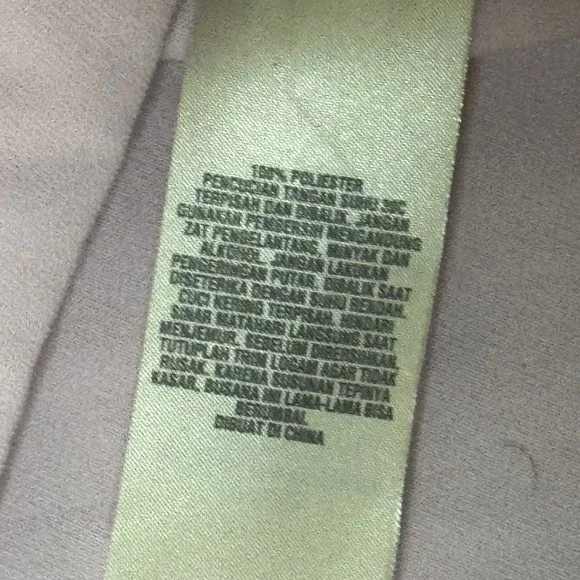 100% POLIESTER
PENCUCIAN TANGAN SUHU 30C
TERPISAH DAN DIBALIK. JANGAN
GUNAKAN PEMBERSIH MENGANDUNG
ZAT PENGELANTANG, MINYAK DAN
ALKOHOL. JANGAN LAKUKAN
PENGERINGAN PUTAR. DIBALIK SAAT
DISETERIKA DENGAN SUHU RENDAH.
CUCI KERING TERPISAH. HINDARI
SINAR MATAHARI LANGSUNG SAAT
MENJEMUR. SEBELUM DIBERSIHKAN,
TUTUPLAH TRIM LOGAM AGAR TIDAK
RUSAK. KARENA SUSUNAN TEPINYA
KASAR, BUSANA INI LAMA-LAMA BISA
BERUMBAI.
DIBUAT DI CHINA